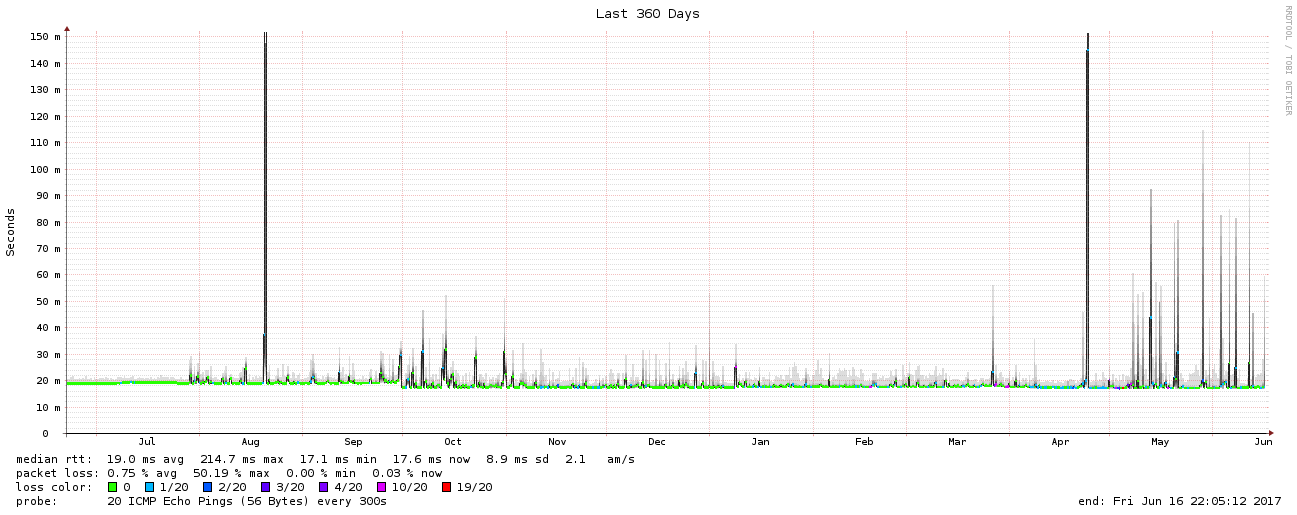 Last 360 Days
RRDTOOL / TOBI OETIKER
Seconds
150 m
140 m
130 m
120 m
110 m
100 m
90 m
80 m
70 m
60 m
50 m
40 m
30 m
20 m
10 m
0
Jul Aug Sep Oct Nov Dec Jan Feb Mar Apr May Jun
median rtt: 19.0 ms avg 214.7 ms max 17.1 ms min 17.6 ms now 8.9 ms sd 2.1 am/s
packet loss: 0.75 % avg 50.19 % max 0.00 % min 0.03 % now
loss color: 0 1/20 2/20 3/20 4/20 10/20 19/20
probe: 20 ICMP Echo Pings (56 Bytes) every 300s end: Fri Jun 16 22:05:12 2017